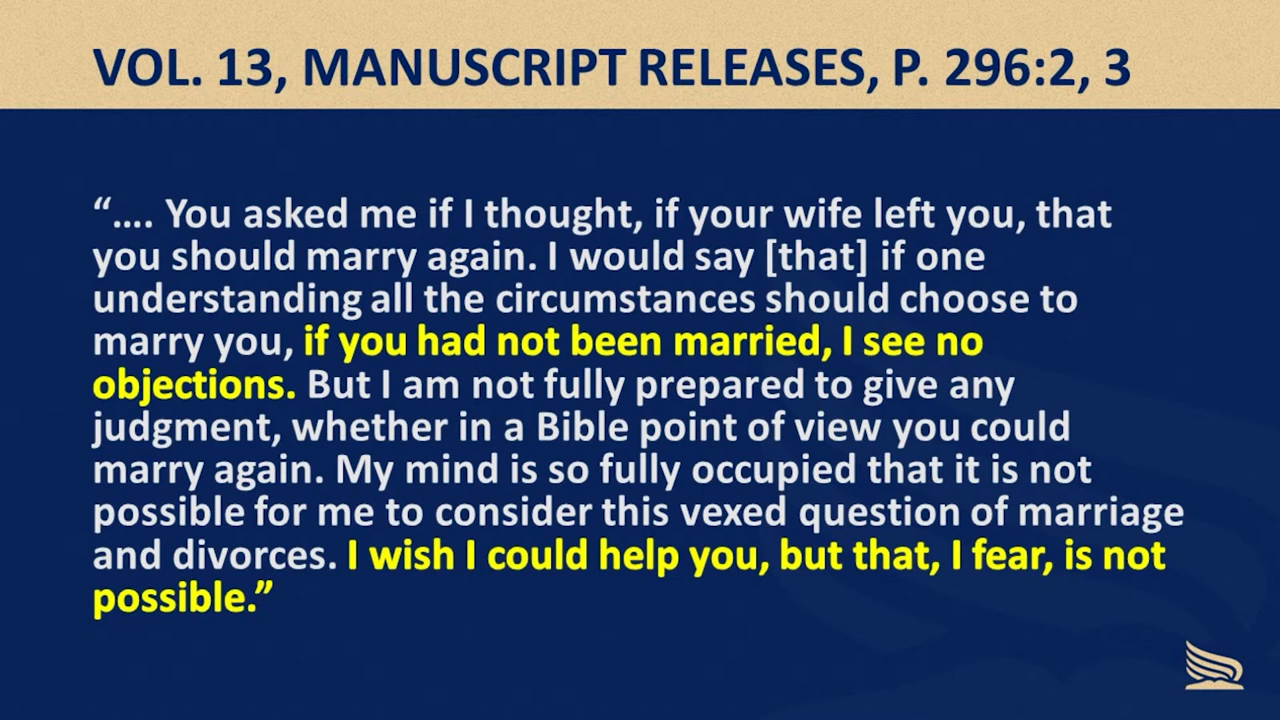 VOL. 13, MANUSCRIPT RELEASES, P. 296:2, 3
“.... You asked me if I thought, if your wife left you, that
you should marry again. I would say [that] if one
understanding all the circumstances should choose to
marry you, if you had not been married, I see no
objections. But I am not fully prepared to give any
judgment, whether in a Bible point of view you could
marry again. My mind is so fully occupied that it is not
possible for me to consider this vexed question of marriage
and divorces. I wish I could help you, but that, I fear, is not
possible.”